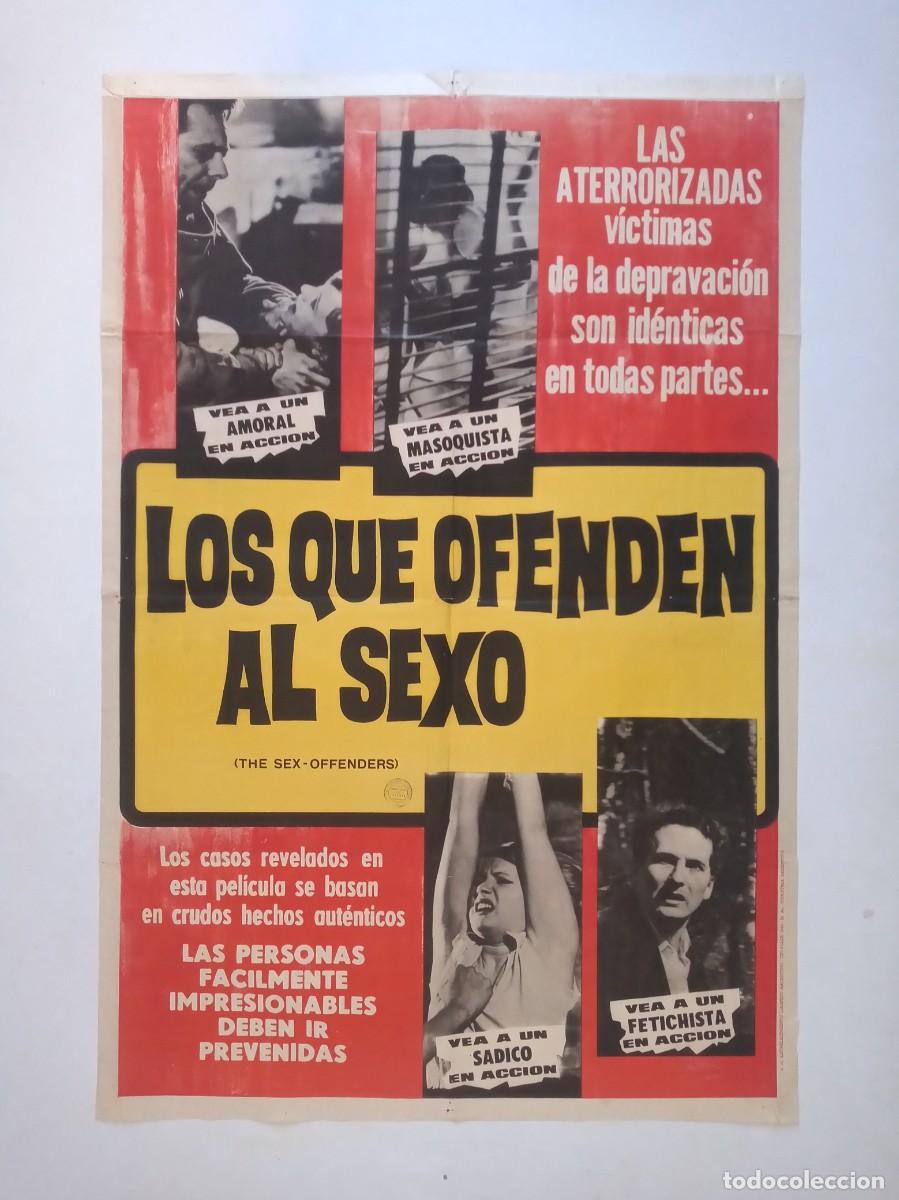 LAS
ATERRORIZADAS
víctimas
de la depravación
son idénticas
en todas partes...
VEA A UN
AMORAL
EN ACCION
VEA A UN
MASOQUISTA
EN ACCION
LOS QUE OFENDEN
AL SEXO
(THE SEX-OFFENDERS)
Los casos revelados en
esta película se basan
en crudos hechos auténticos
LAS PERSONAS
FACILMENTE
IMPRESIONABLES
DEBEN IR
PREVENIDAS
VEA A UN
SADICO
EN ACCION
VEA A UN
FETICHISTA
EN ACCION
todocoleccion